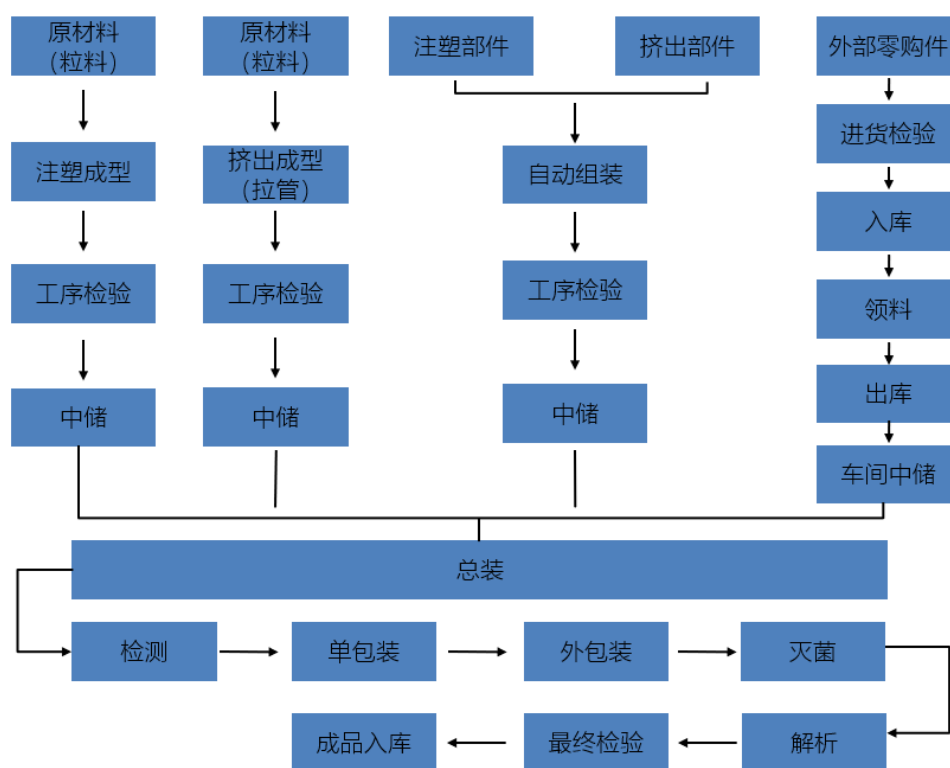 原材料
（粒料）
原材料
（粒料）
注塑部件
挤出部件
外部零购件
进货检验
注塑成型
挤出成型
（拉管）
自动组装
入库
工序检验
工序检验
工序检验
领料
出库
中储
中储
中储
车间中储
总装
检测
单包装
外包装
灭菌
成品入库
最终检验
解析